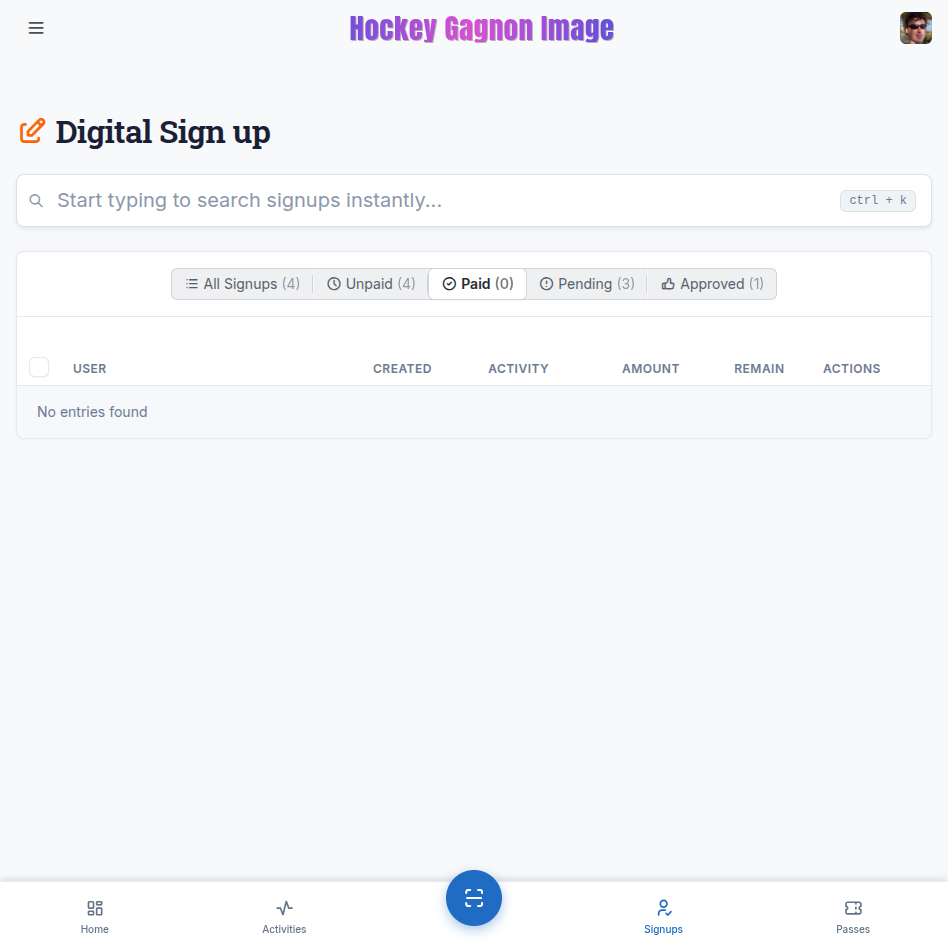 Hockey Gagnon Image
Digital Sign up
Start typing to search signups instantly...
ctrl + k
All Signups (4)
Unpaid (4)
Paid (0)
Pending (3)
Approved (1)
USER
CREATED
ACTIVITY
AMOUNT
REMAIN
ACTIONS
No entries found
Home
Activities
Signups
Passes